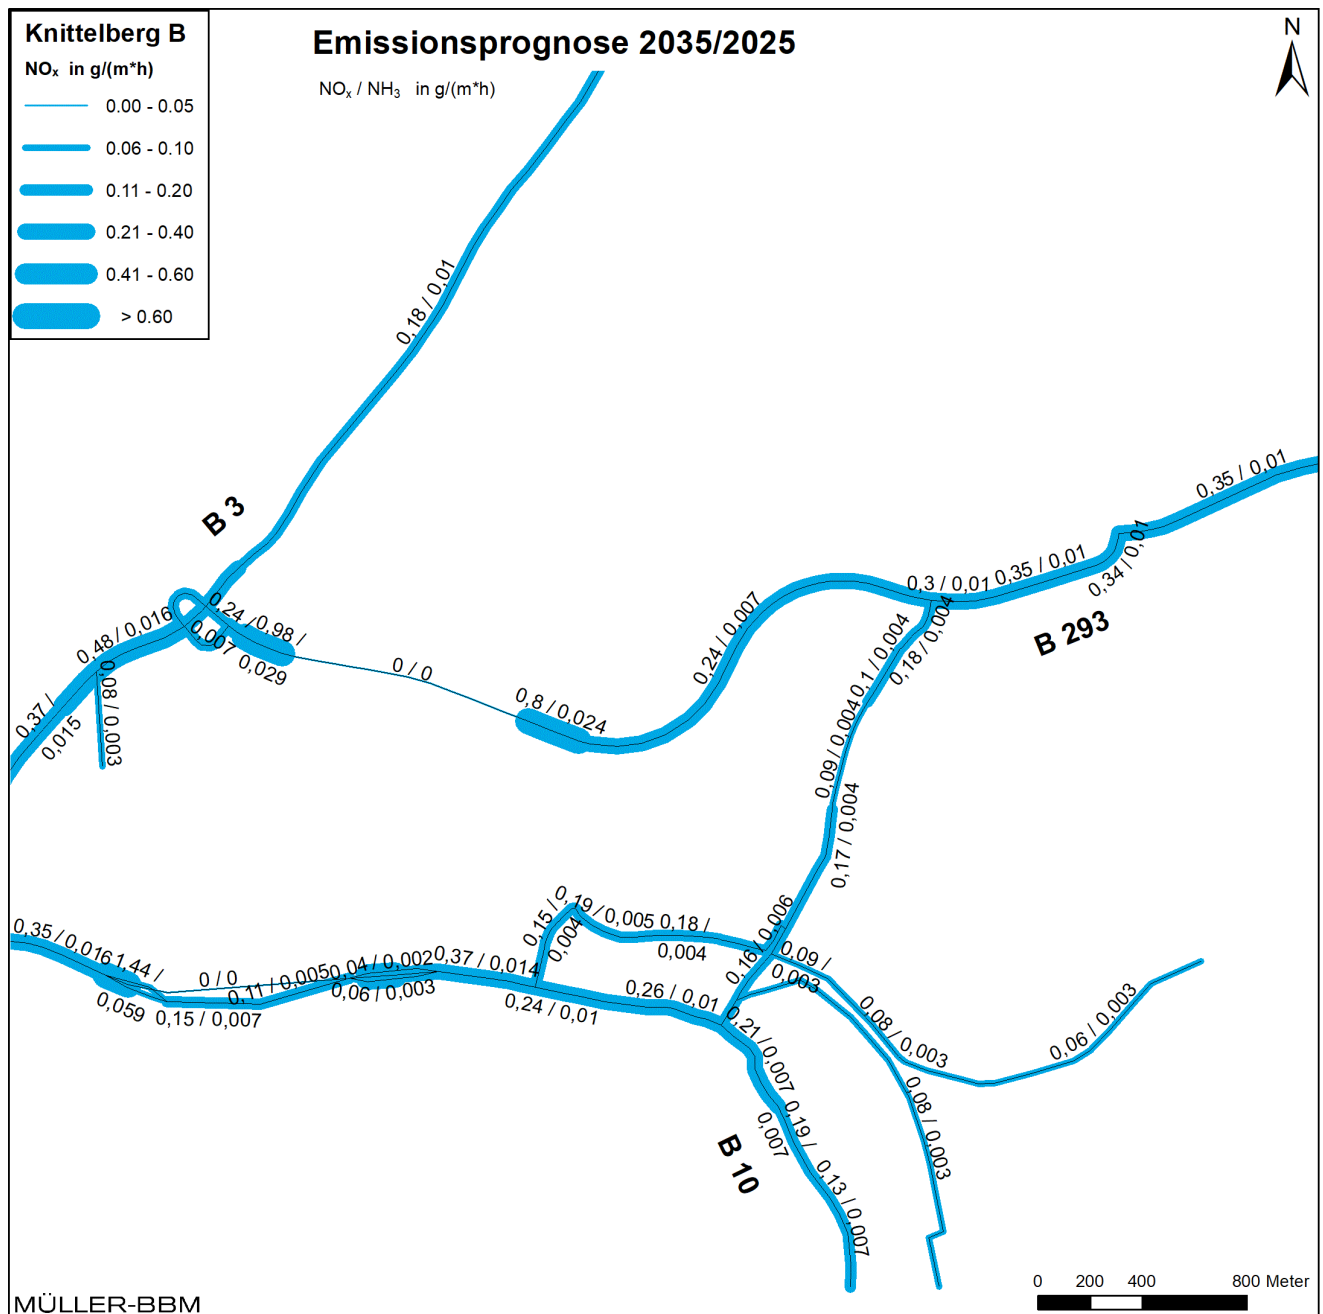 Knittelberg B
NOₓ in g/(m*h)
0.00 - 0.05
0.06 - 0.10
0.11 - 0.20
0.21 - 0.40
0.41 - 0.60
> 0.60
Emissionsprognose 2035/2025
NOₓ / NH₃ in g/(m*h)
N
0,18 / 0,01
B 3
0,35 / 0,01
0,34 / 0,01
0,35 / 0,01
0,3 / 0,01
B 293
0,24 /
0,007
0,98 /
0,029
0,48 / 0,016
0,08 / 0,003
0,37 /
0,015
0 / 0
0,8 / 0,024
0,24 / 0,007
0,18 / 0,004
0,1 / 0,004
0,09 / 0,004
0,17 / 0,004
0,15 /
0,004
0,19 / 0,005
0,18 /
0,004
0,16 / 0,006
0,09 /
0,003
0,35 / 0,016
1,44 /
0,059
0 / 0
0,15 / 0,007
0,11 / 0,005
0,04 / 0,002
0,06 / 0,003
0,37 / 0,014
0,24 / 0,01
0,26 / 0,01
0,21 / 0,007
0,08 / 0,003
0,06 / 0,003
0,08 / 0,003
0,19 /
0,007
0,13 / 0,007
B 10
0 200 400 800 Meter
MÜLLER-BBM